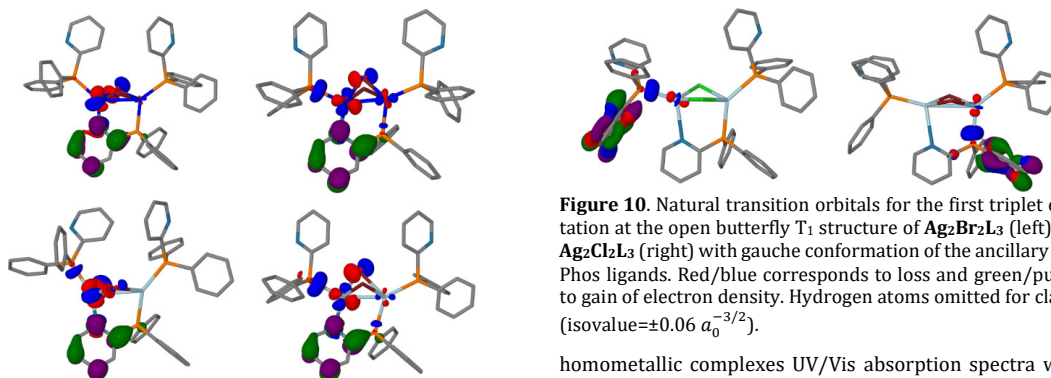 Figure 10. Natural transition orbitals for the first triplet
tation at the open butterfly T₁ structure of Ag₂Br₂L₃ (left)
Ag₂Cl₂L₃ (right) with gauche conformation of the ancillary
Phos ligands. Red/blue corresponds to loss and green/pu
to gain of electron density. Hydrogen atoms omitted for cla
(isovalue=±0.06 a₀⁻³/²).
homometallic complexes UV/Vis absorption spectra w